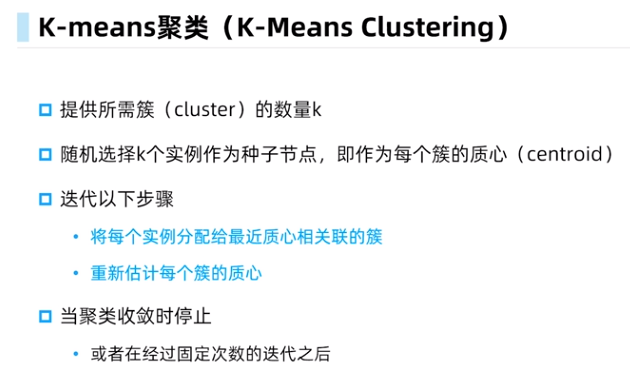 K-means聚类（K-Means Clustering）
提供所需簇（cluster）的数量k
随机选择k个实例作为种子节点，即作为每个簇的质心（centroid）
迭代以下步骤
• 将每个实例分配给最近质心相关联的簇
• 重新估计每个簇的质心
当聚类收敛时停止
• 或者在经过固定次数的迭代之后